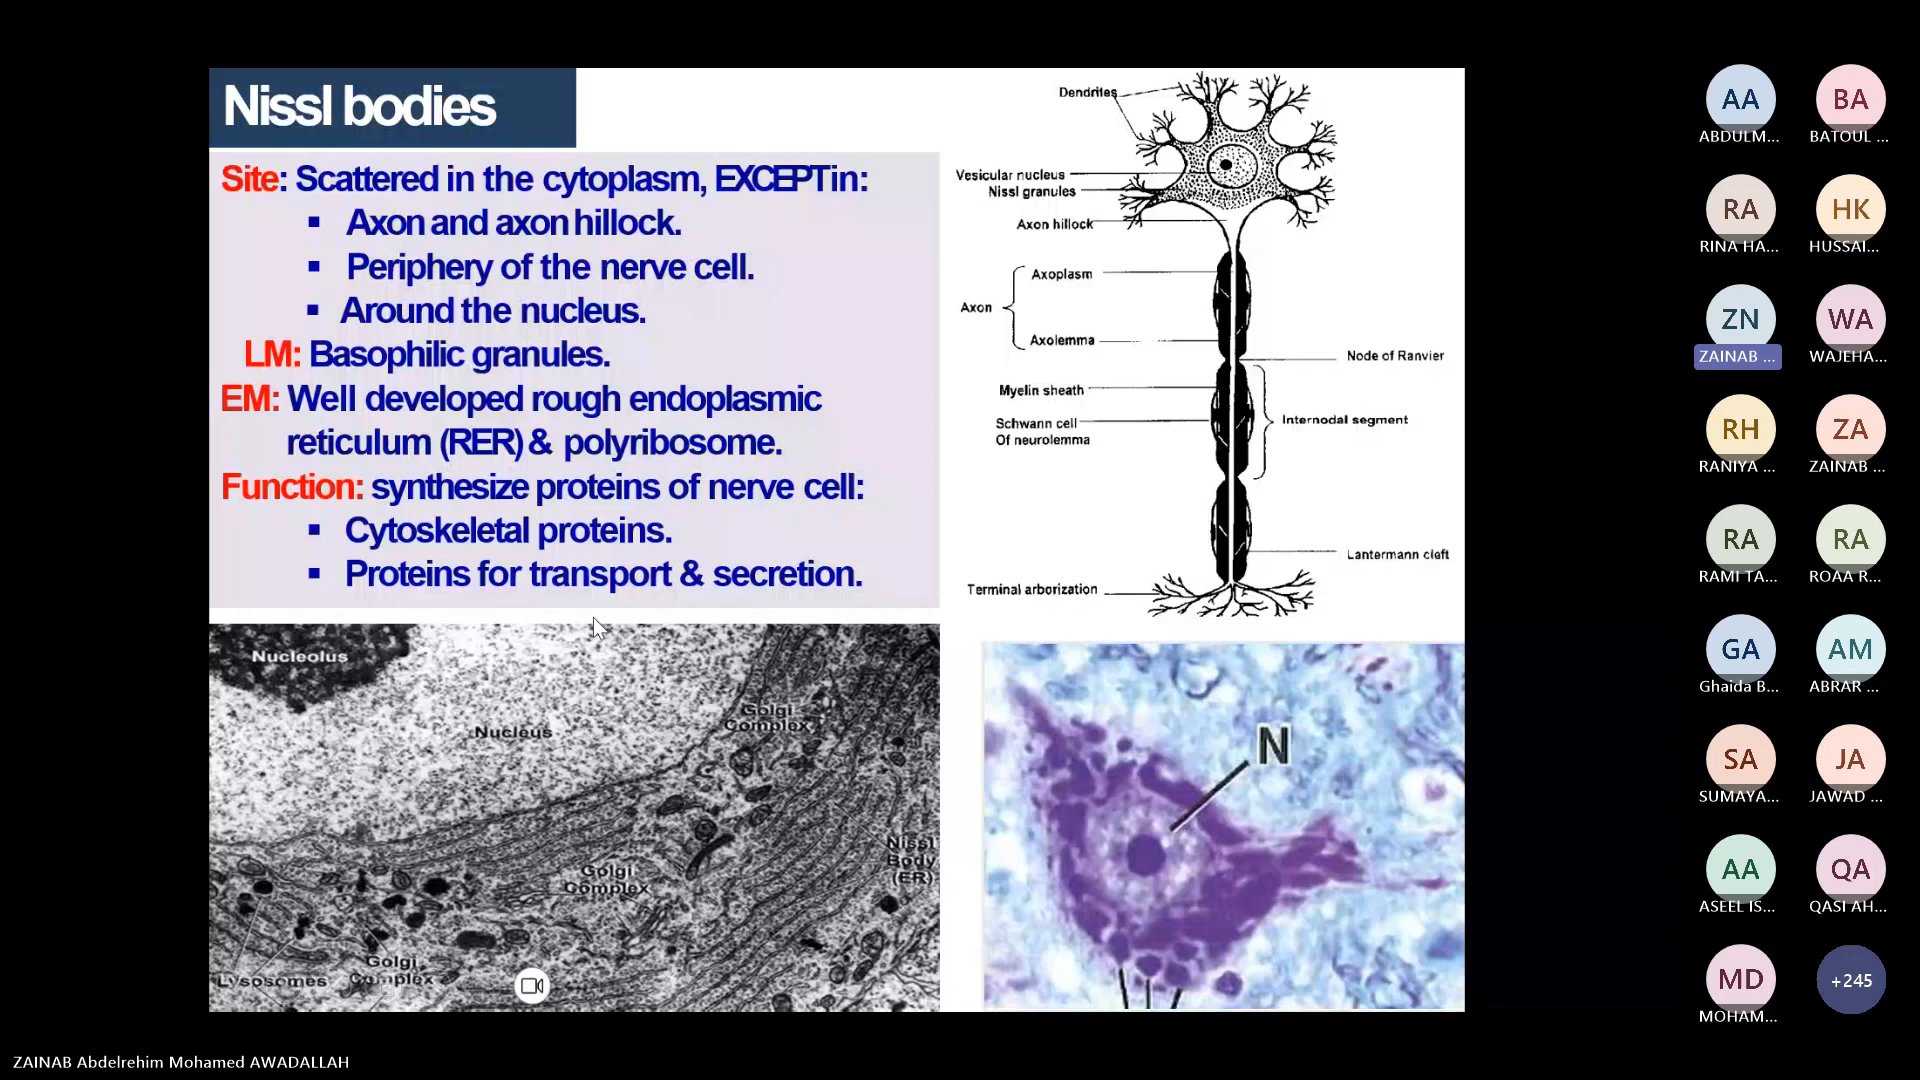 Nissl bodies
Site: Scattered in the cytoplasm, EXCEPTin:
▪ Axon and axon hillock.
▪ Periphery of the nerve cell.
▪ Around the nucleus.
LM: Basophilic granules.
EM: Well developed rough endoplasmic
reticulum (RER) & polyribosome.
Function: synthesize proteins of nerve cell:
▪ Cytoskeletal proteins.
▪ Proteins for transport & secretion.
Dendrites
Vesicular nucleus
Nissl granules
Axon hillock
Axoplasm
Axon
Axolemma
Node of Ranvier
Myelin sheath
Internodal segment
Schwann cell
Of neurolemma
Lantermann cleft
Terminal arborization
Nucleolus
Nucleus
Golgi
Complex
Nissl
Body
(ER)
Golgi
Complex
Lysosomes
Golgi
Complex
N
AA
ABDULM...
BA
BATOUL ...
RA
RINA HA...
HK
HUSSAI...
ZN
ZAINAB ...
WA
WAJEHA...
RH
RANIYA ...
ZA
ZAINAB ...
RA
RAMI TA...
RA
ROAA R...
GA
Ghaida B...
AM
ABRAR ...
SA
SUMAYA...
JA
JAWAD ...
AA
ASEEL IS...
QA
QASI AH...
MD
MOHAM...
+245
ZAINAB Abdelrehim Mohamed AWADALLAH